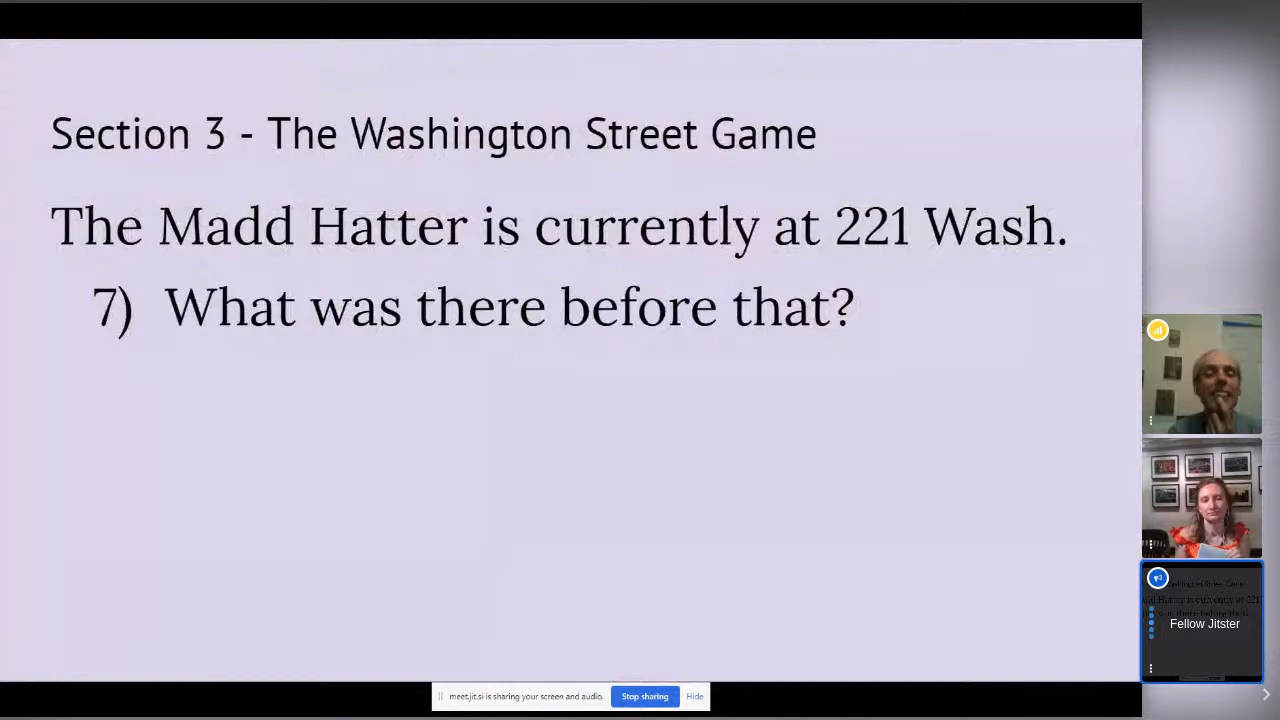 Section 3 - The Washington Street Game
The Madd Hatter is currently at 221 Wash.
7) What was there before that?
Fellow Jitster
meet.jit.si is sharing your screen and audio.
Stop sharing
Hide